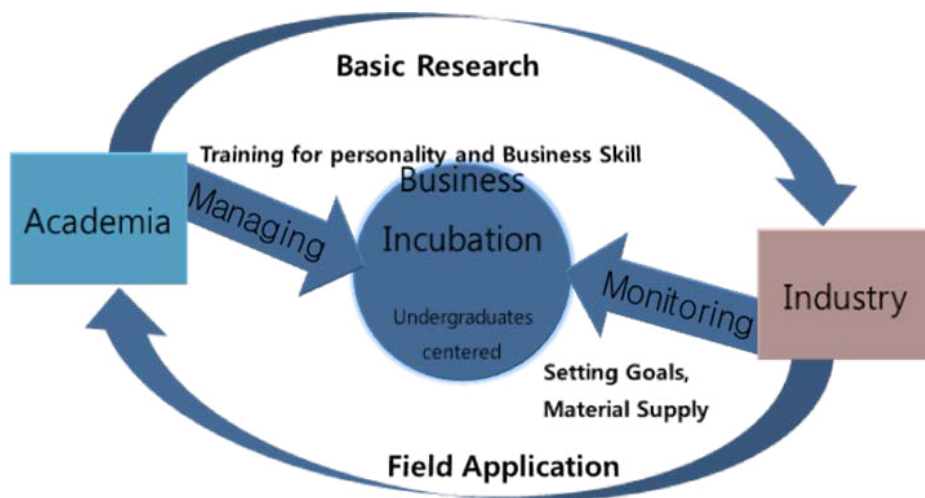 Basic Research
Training for personality and Business Skill
Academia
Managing
Business
Incubation
Undergraduates
centered
Monitoring
Industry
Setting Goals,
Material Supply
Field Application